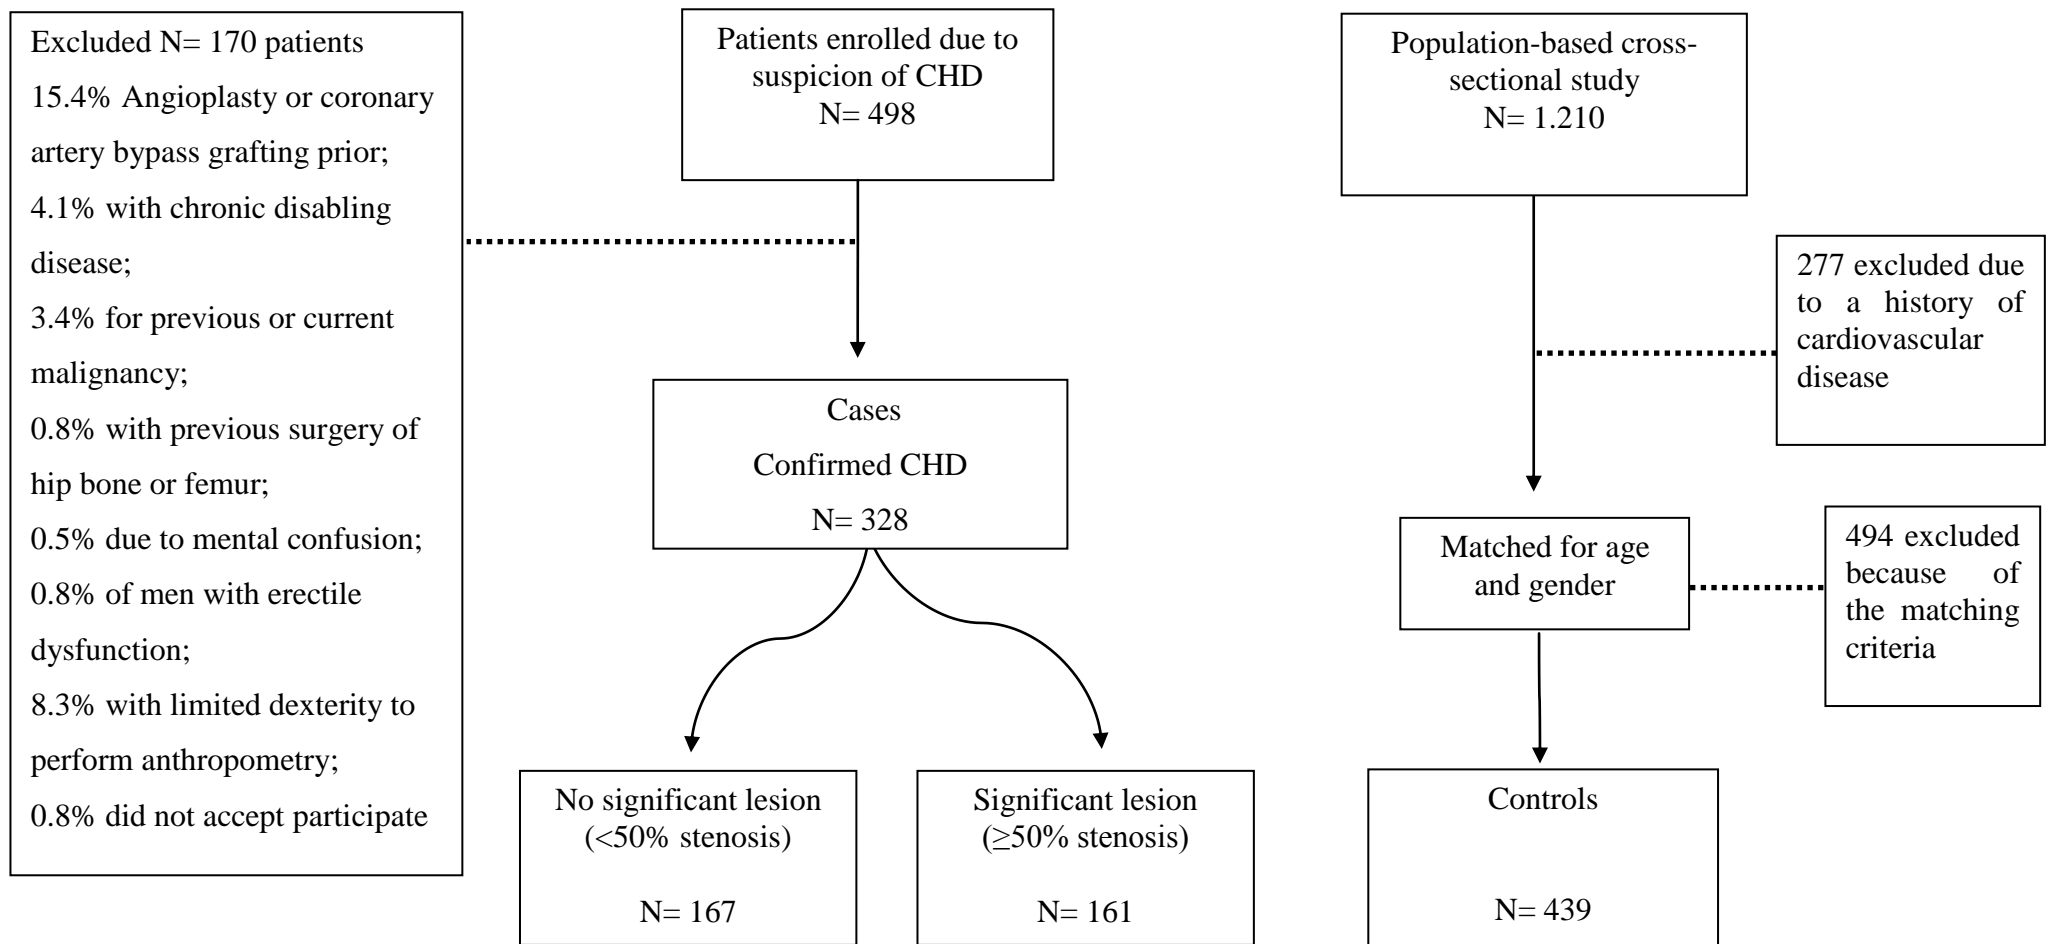 Excluded N= 170 patients
15.4% Angioplasty or coronary
artery bypass grafting prior;
4.1% with chronic disabling
disease;
3.4% for previous or current
malignancy;
0.8% with previous surgery of
hip bone or femur;
0.5% due to mental confusion;
0.8% of men with erectile
dysfunction;
8.3% with limited dexterity to
perform anthropometry;
0.8% did not accept participate
Patients enrolled due to
suspicion of CHD
N= 498
Cases
Confirmed CHD
N= 328
No significant lesion
(<50% stenosis)
N= 167
Significant lesion
(≥50% stenosis)
N= 161
Population-based cross-
sectional study
N= 1.210
277 excluded due
to a history of
cardiovascular
disease
Matched for age
and gender
494 excluded
because of
the matching
criteria
Controls
N= 439